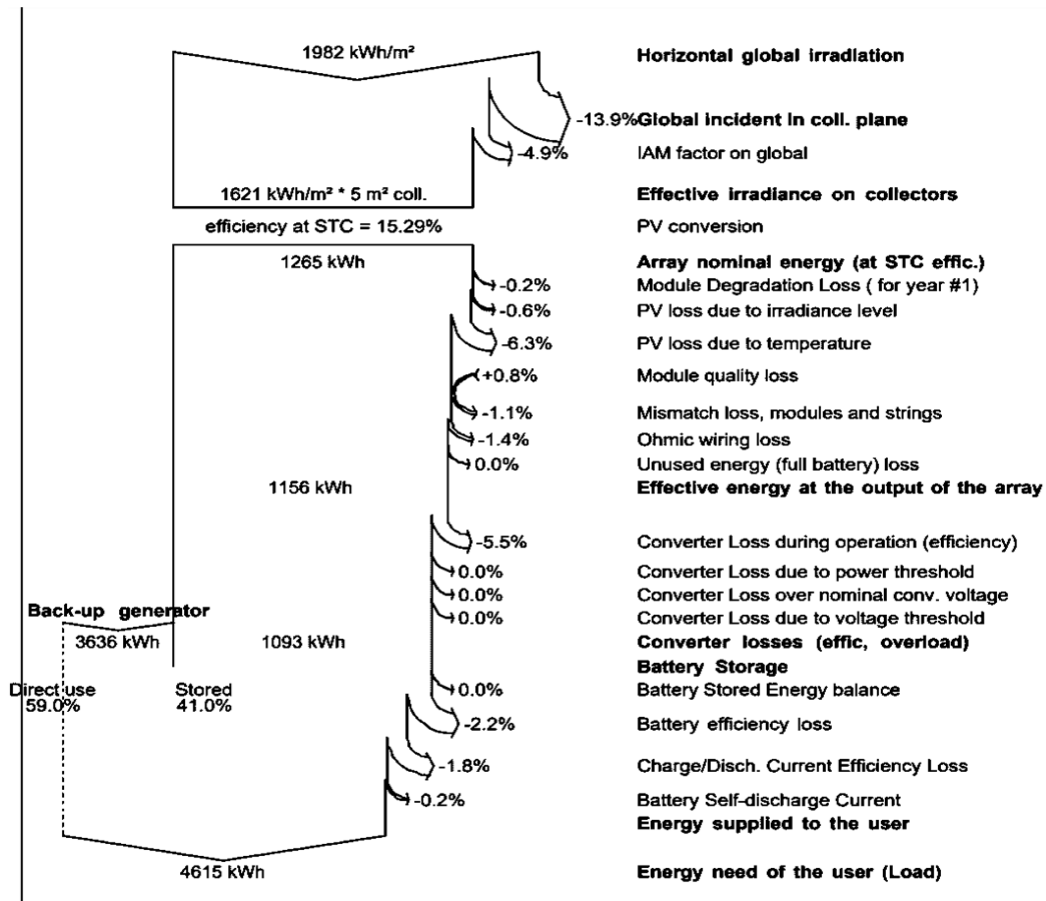 1982 kWh/m² Horizontal global irradiation
-13.9% Global incident in coll. plane
-4.9% IAM factor on global
1621 kWh/m² * 5 m² coll. Effective irradiance on collectors
efficiency at STC = 15.29% PV conversion
1265 kWh Array nominal energy (at STC effic.)
-0.2% Module Degradation Loss ( for year #1)
-0.6% PV loss due to irradiance level
-6.3% PV loss due to temperature
+0.8% Module quality loss
-1.1% Mismatch loss, modules and strings
-1.4% Ohmic wiring loss
0.0% Unused energy (full battery) loss
1156 kWh Effective energy at the output of the array
-5.5% Converter Loss during operation (efficiency)
0.0% Converter Loss due to power threshold
0.0% Converter Loss over nominal conv. voltage
Back-up generator 0.0% Converter Loss due to voltage threshold
3636 kWh 1093 kWh Converter losses (effic, overload)
Battery Storage
Direct use Stored 0.0% Battery Stored Energy balance
59.0% 41.0%
-2.2% Battery efficiency loss
-1.8% Charge/Disch. Current Efficiency Loss
-0.2% Battery Self-discharge Current
Energy supplied to the user
4615 kWh Energy need of the user (Load)